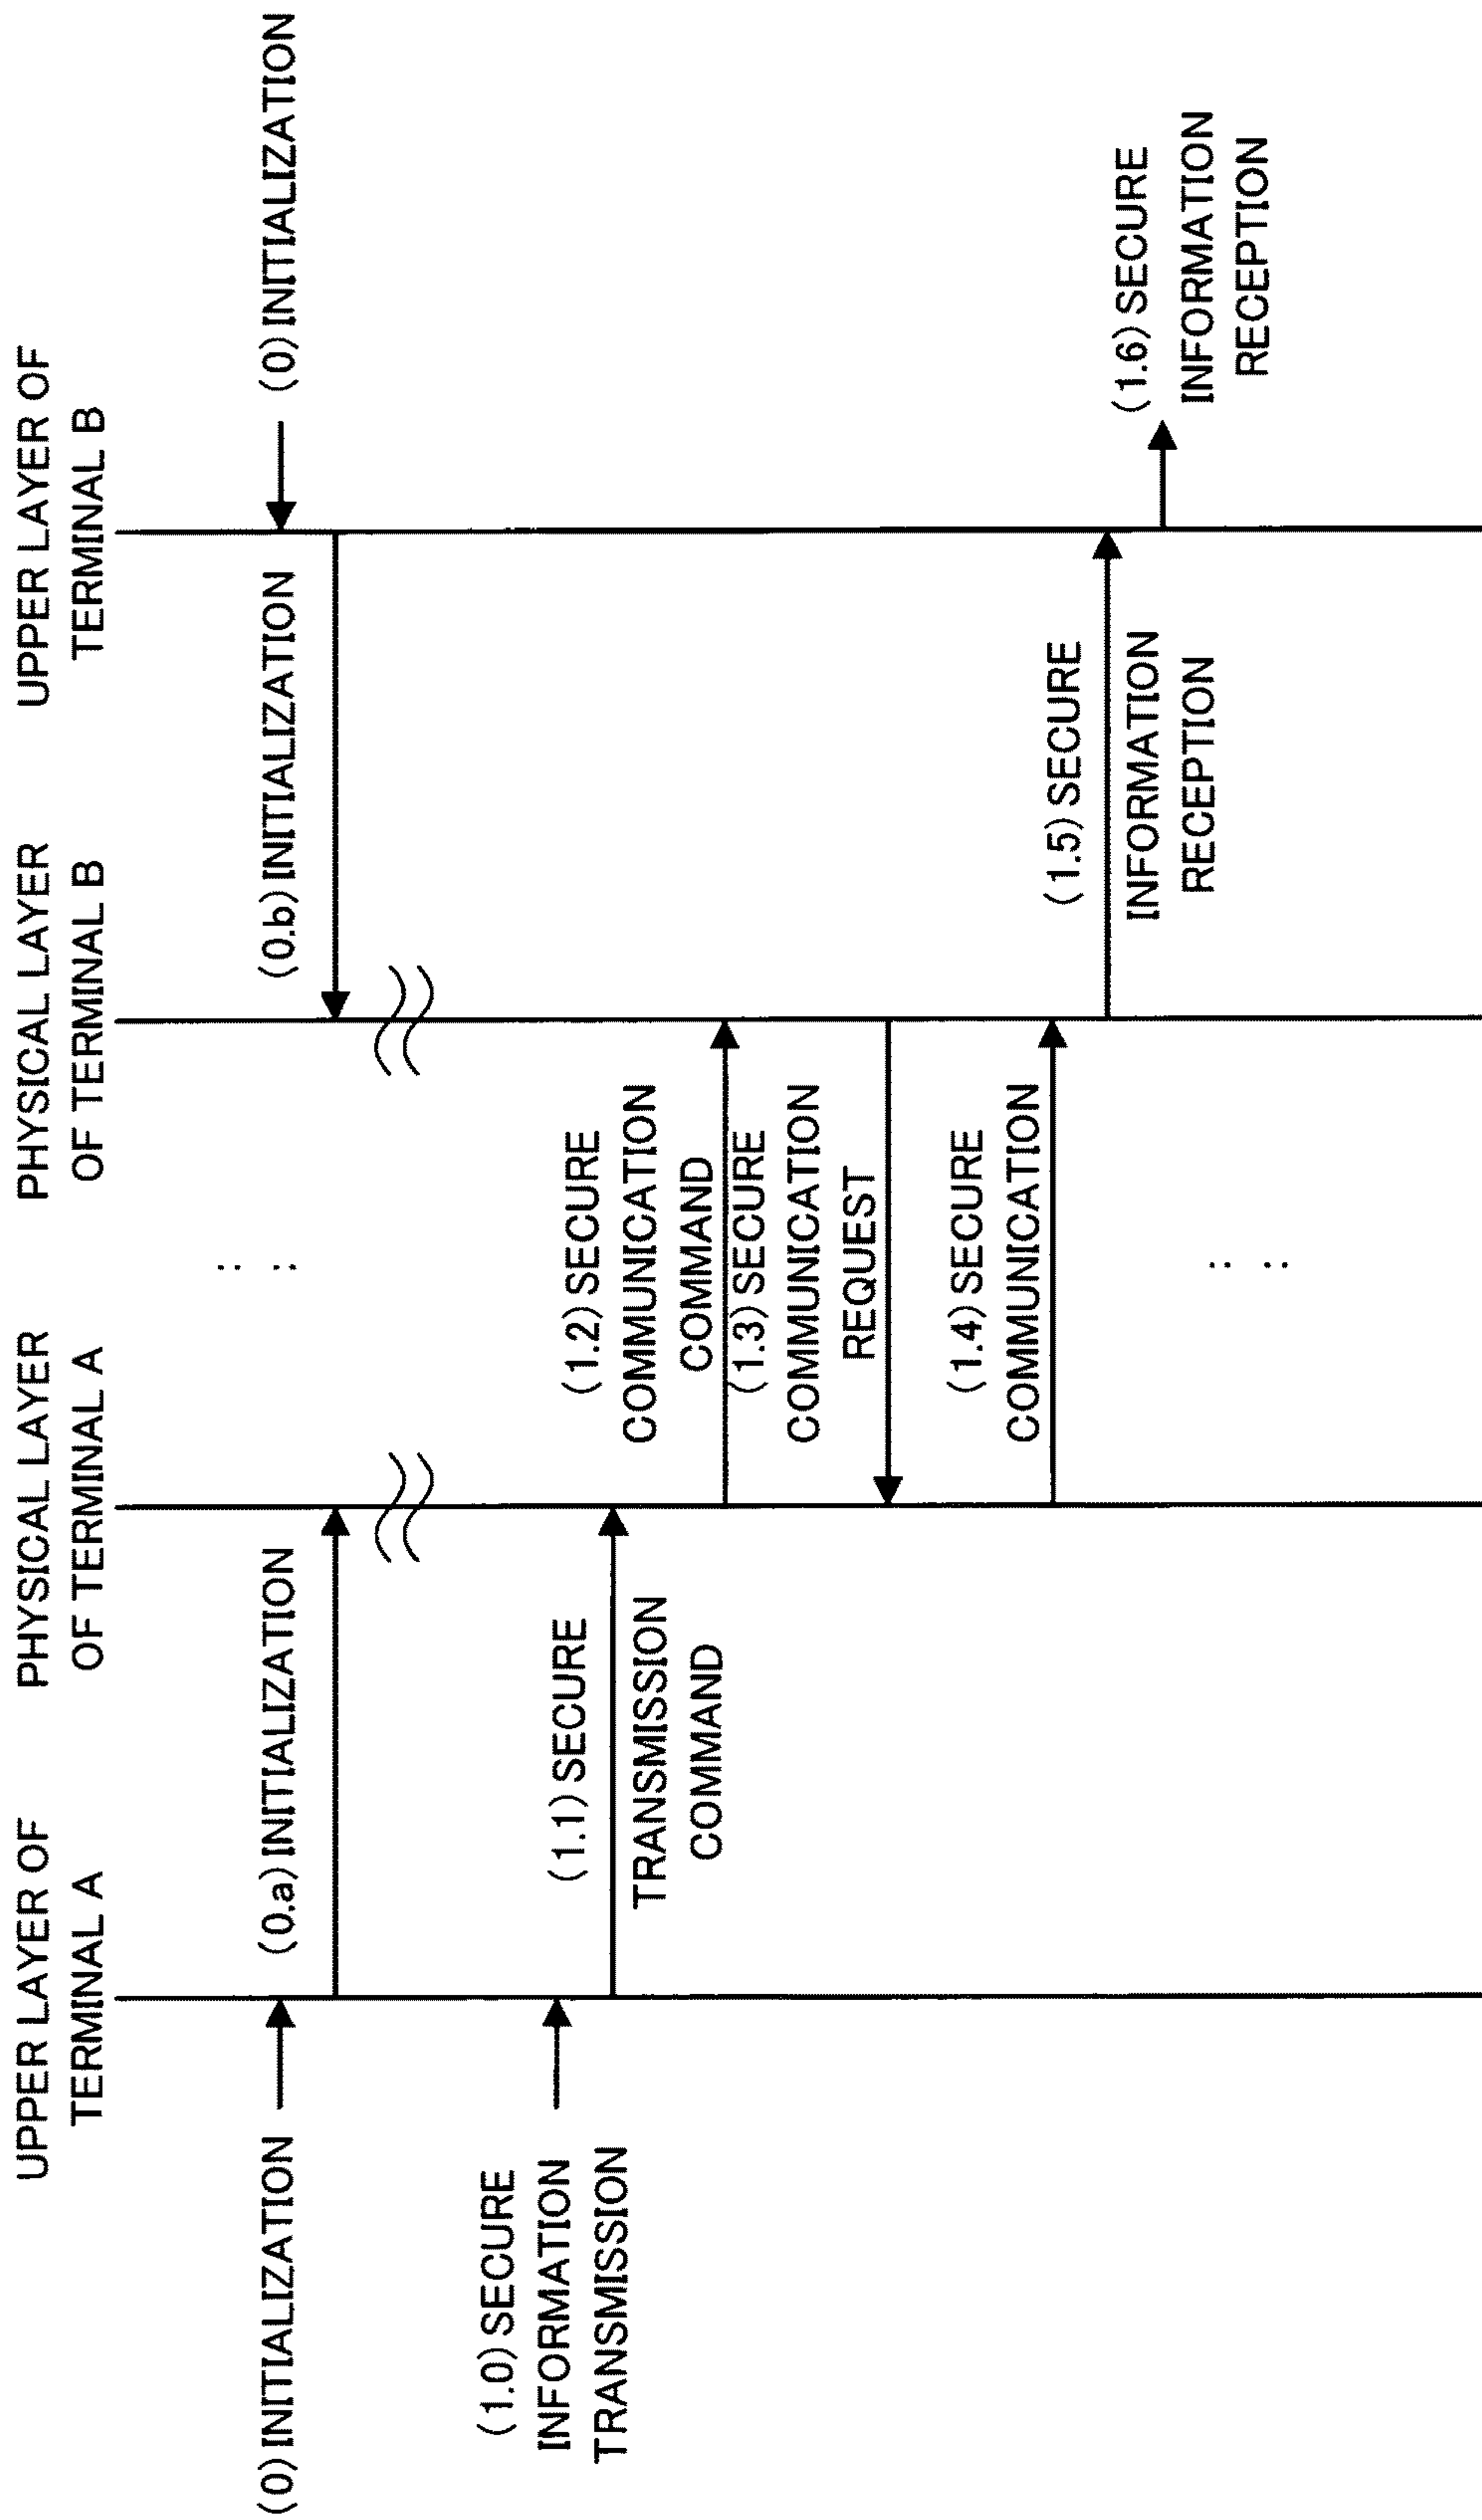 UPPER LAYER OF
TERMINAL A
PHYSICAL LAYER
OF TERMINAL A
PHYSICAL LAYER
OF TERMINAL B
UPPER LAYER OF
TERMINAL B
(0) INITIALIZATION
(0.a) INITIALIZATION
(0.b) INITIALIZATION
(0) INITIALIZATION
(1.0) SECURE
INFORMATION
TRANSMISSION
(1.1) SECURE
TRANSMISSION
COMMAND
(1.2) SECURE
COMMUNICATION
COMMAND
(1.3) SECURE
COMMUNICATION
REQUEST
(1.4) SECURE
COMMUNICATION
(1.5) SECURE
INFORMATION
RECEPTION
(1.6) SECURE
INFORMATION
RECEPTION